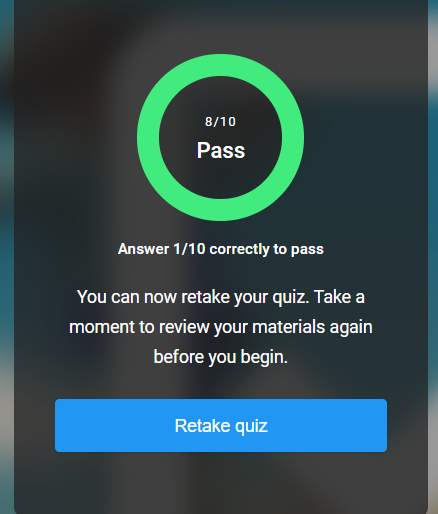 8/10
Pass
Answer 1/10 correctly to pass
You can now retake your quiz. Take a
moment to review your materials again
before you begin.
Retake quiz